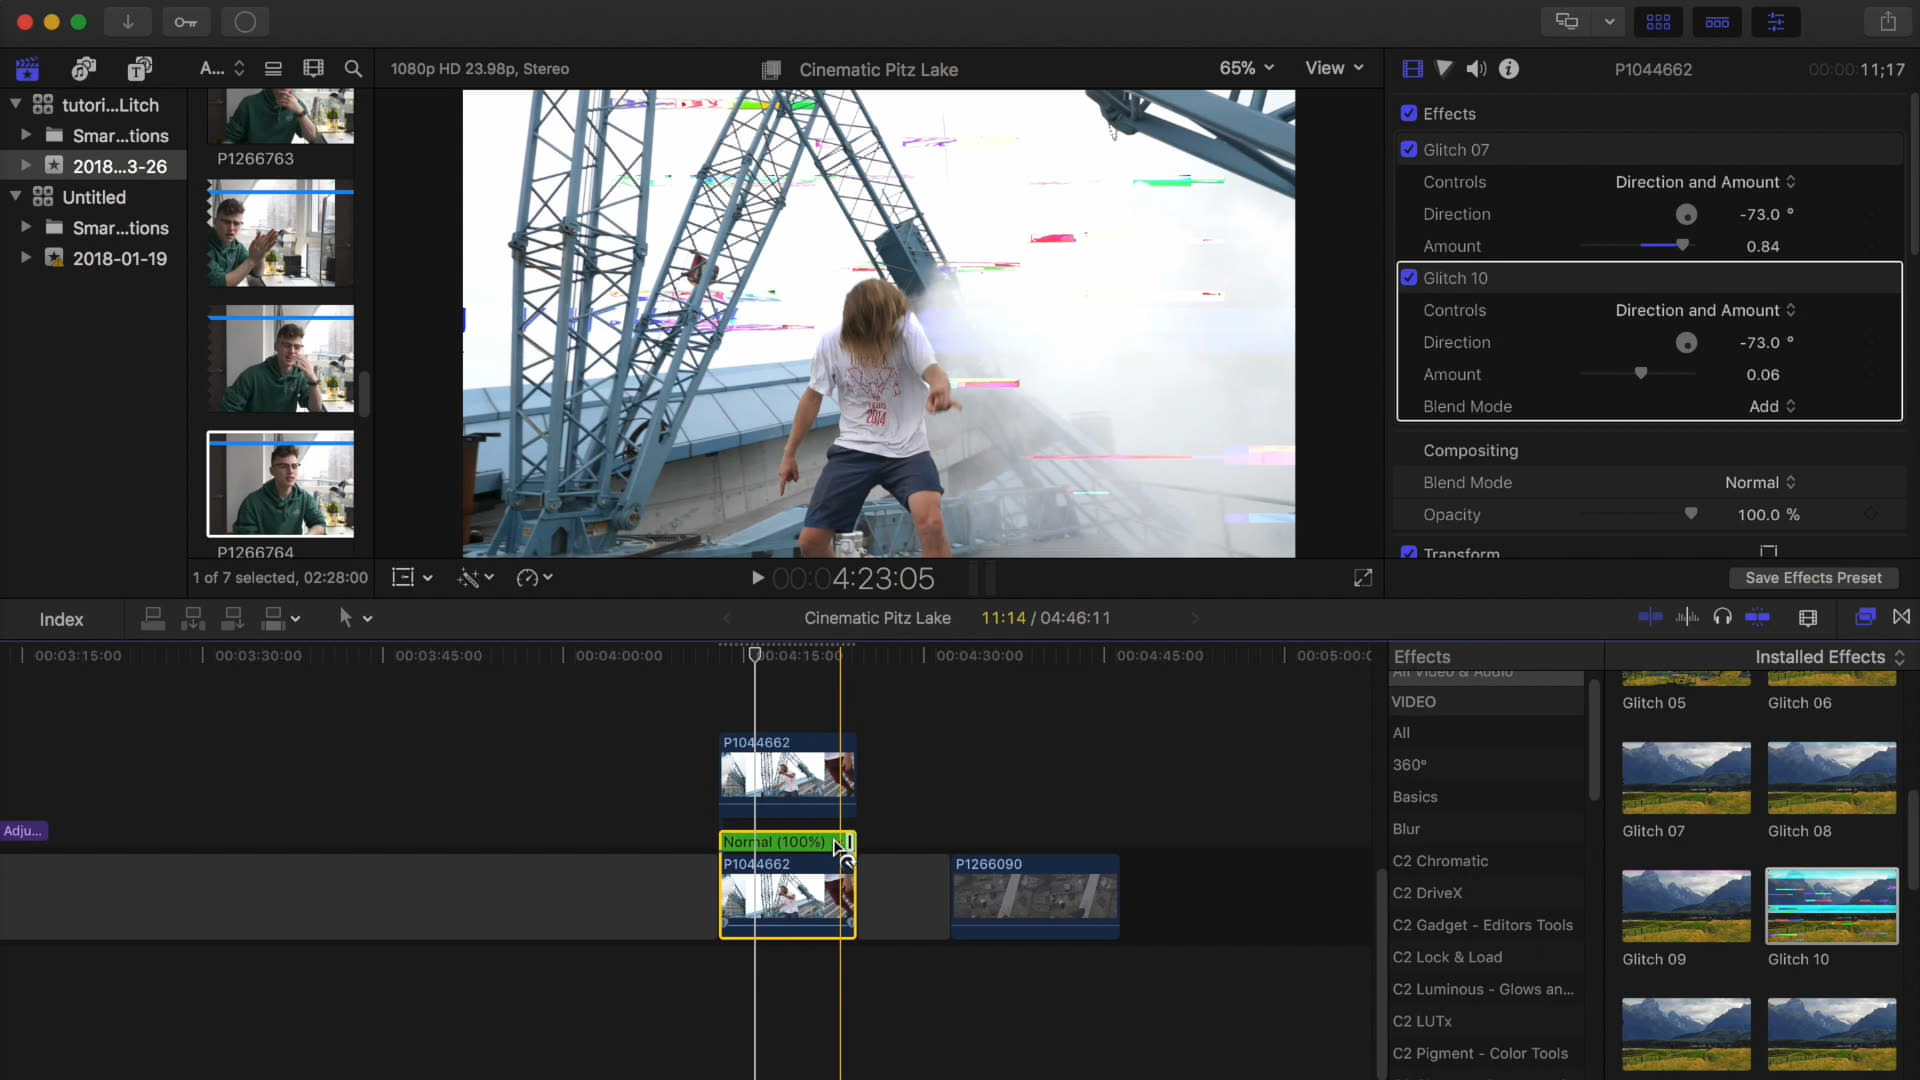 A...
1080p HD 23.98p, Stereo
Cinematic Pitz Lake
65%
View
P1044662
00:00:11;17
tutori...Litch
Smar...tions
2018...3-26
Untitled
Smar...tions
2018-01-19
P1266763
P1266764
1 of 7 selected, 02:28:00
2014
00:04:23:05
Effects
Glitch 07
Controls
Direction and Amount
Direction
-73.0 °
Amount
0.84
Glitch 10
Controls
Direction and Amount
Direction
-73.0 °
Amount
0.06
Blend Mode
Add
Compositing
Blend Mode
Normal
Opacity
100.0 %
Transform
Save Effects Preset
Index
Cinematic Pitz Lake
11:14 / 04:46:11
00:03:15:00
00:03:30:00
00:03:45:00
00:04:00:00
00:04:15:00
00:04:30:00
00:04:45:00
00:05:00:0
P1044662
Adju...
Normal (100%)
P1044662
P1266090
Effects
Installed Effects
All Video & Audio
VIDEO
All
360°
Basics
Blur
C2 Chromatic
C2 DriveX
C2 Gadget - Editors Tools
C2 Lock & Load
C2 Luminous - Glows an...
C2 LUTx
C2 Pigment - Color Tools
Glitch 05
Glitch 06
Glitch 07
Glitch 08
Glitch 09
Glitch 10